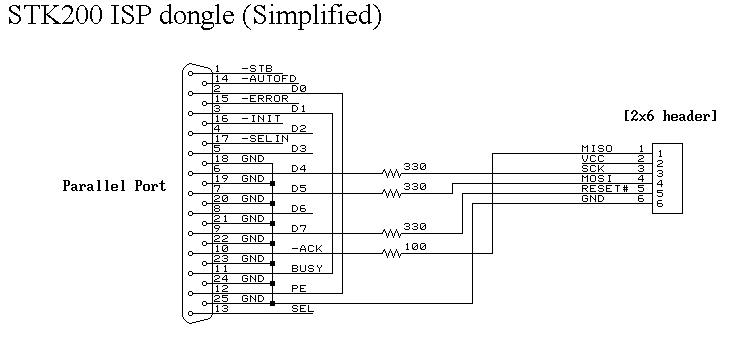 STK200 ISP dongle (Simplified)
1 -STB
14 -AUTOFD
2 D0
15 -ERROR
3 D1
16 -INIT
4 D2
17 -SELIN
5 D3
18 GND
6 D4
19 GND
7 D5
20 GND
8 D6
21 GND
9 D7
22 GND
10 -ACK
23 GND
11 BUSY
24 GND
12 PE
25 GND
13 SEL
Parallel Port
330
330
330
100
[2x6 header]
MISO 1 1
VCC 2 2
SCK 3 3
MOSI 4 4
RESET# 5 5
GND 6 6